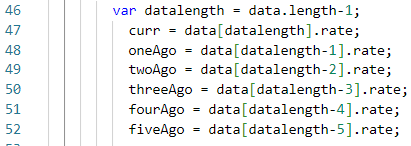 46 var datalength = data.length-1;
47 curr = data[datalength].rate;
48 oneAgo = data[datalength-1].rate;
49 twoAgo = data[datalength-2].rate;
50 threeAgo = data[datalength-3].rate;
51 fourAgo = data[datalength-4].rate;
52 fiveAgo = data[datalength-5].rate;